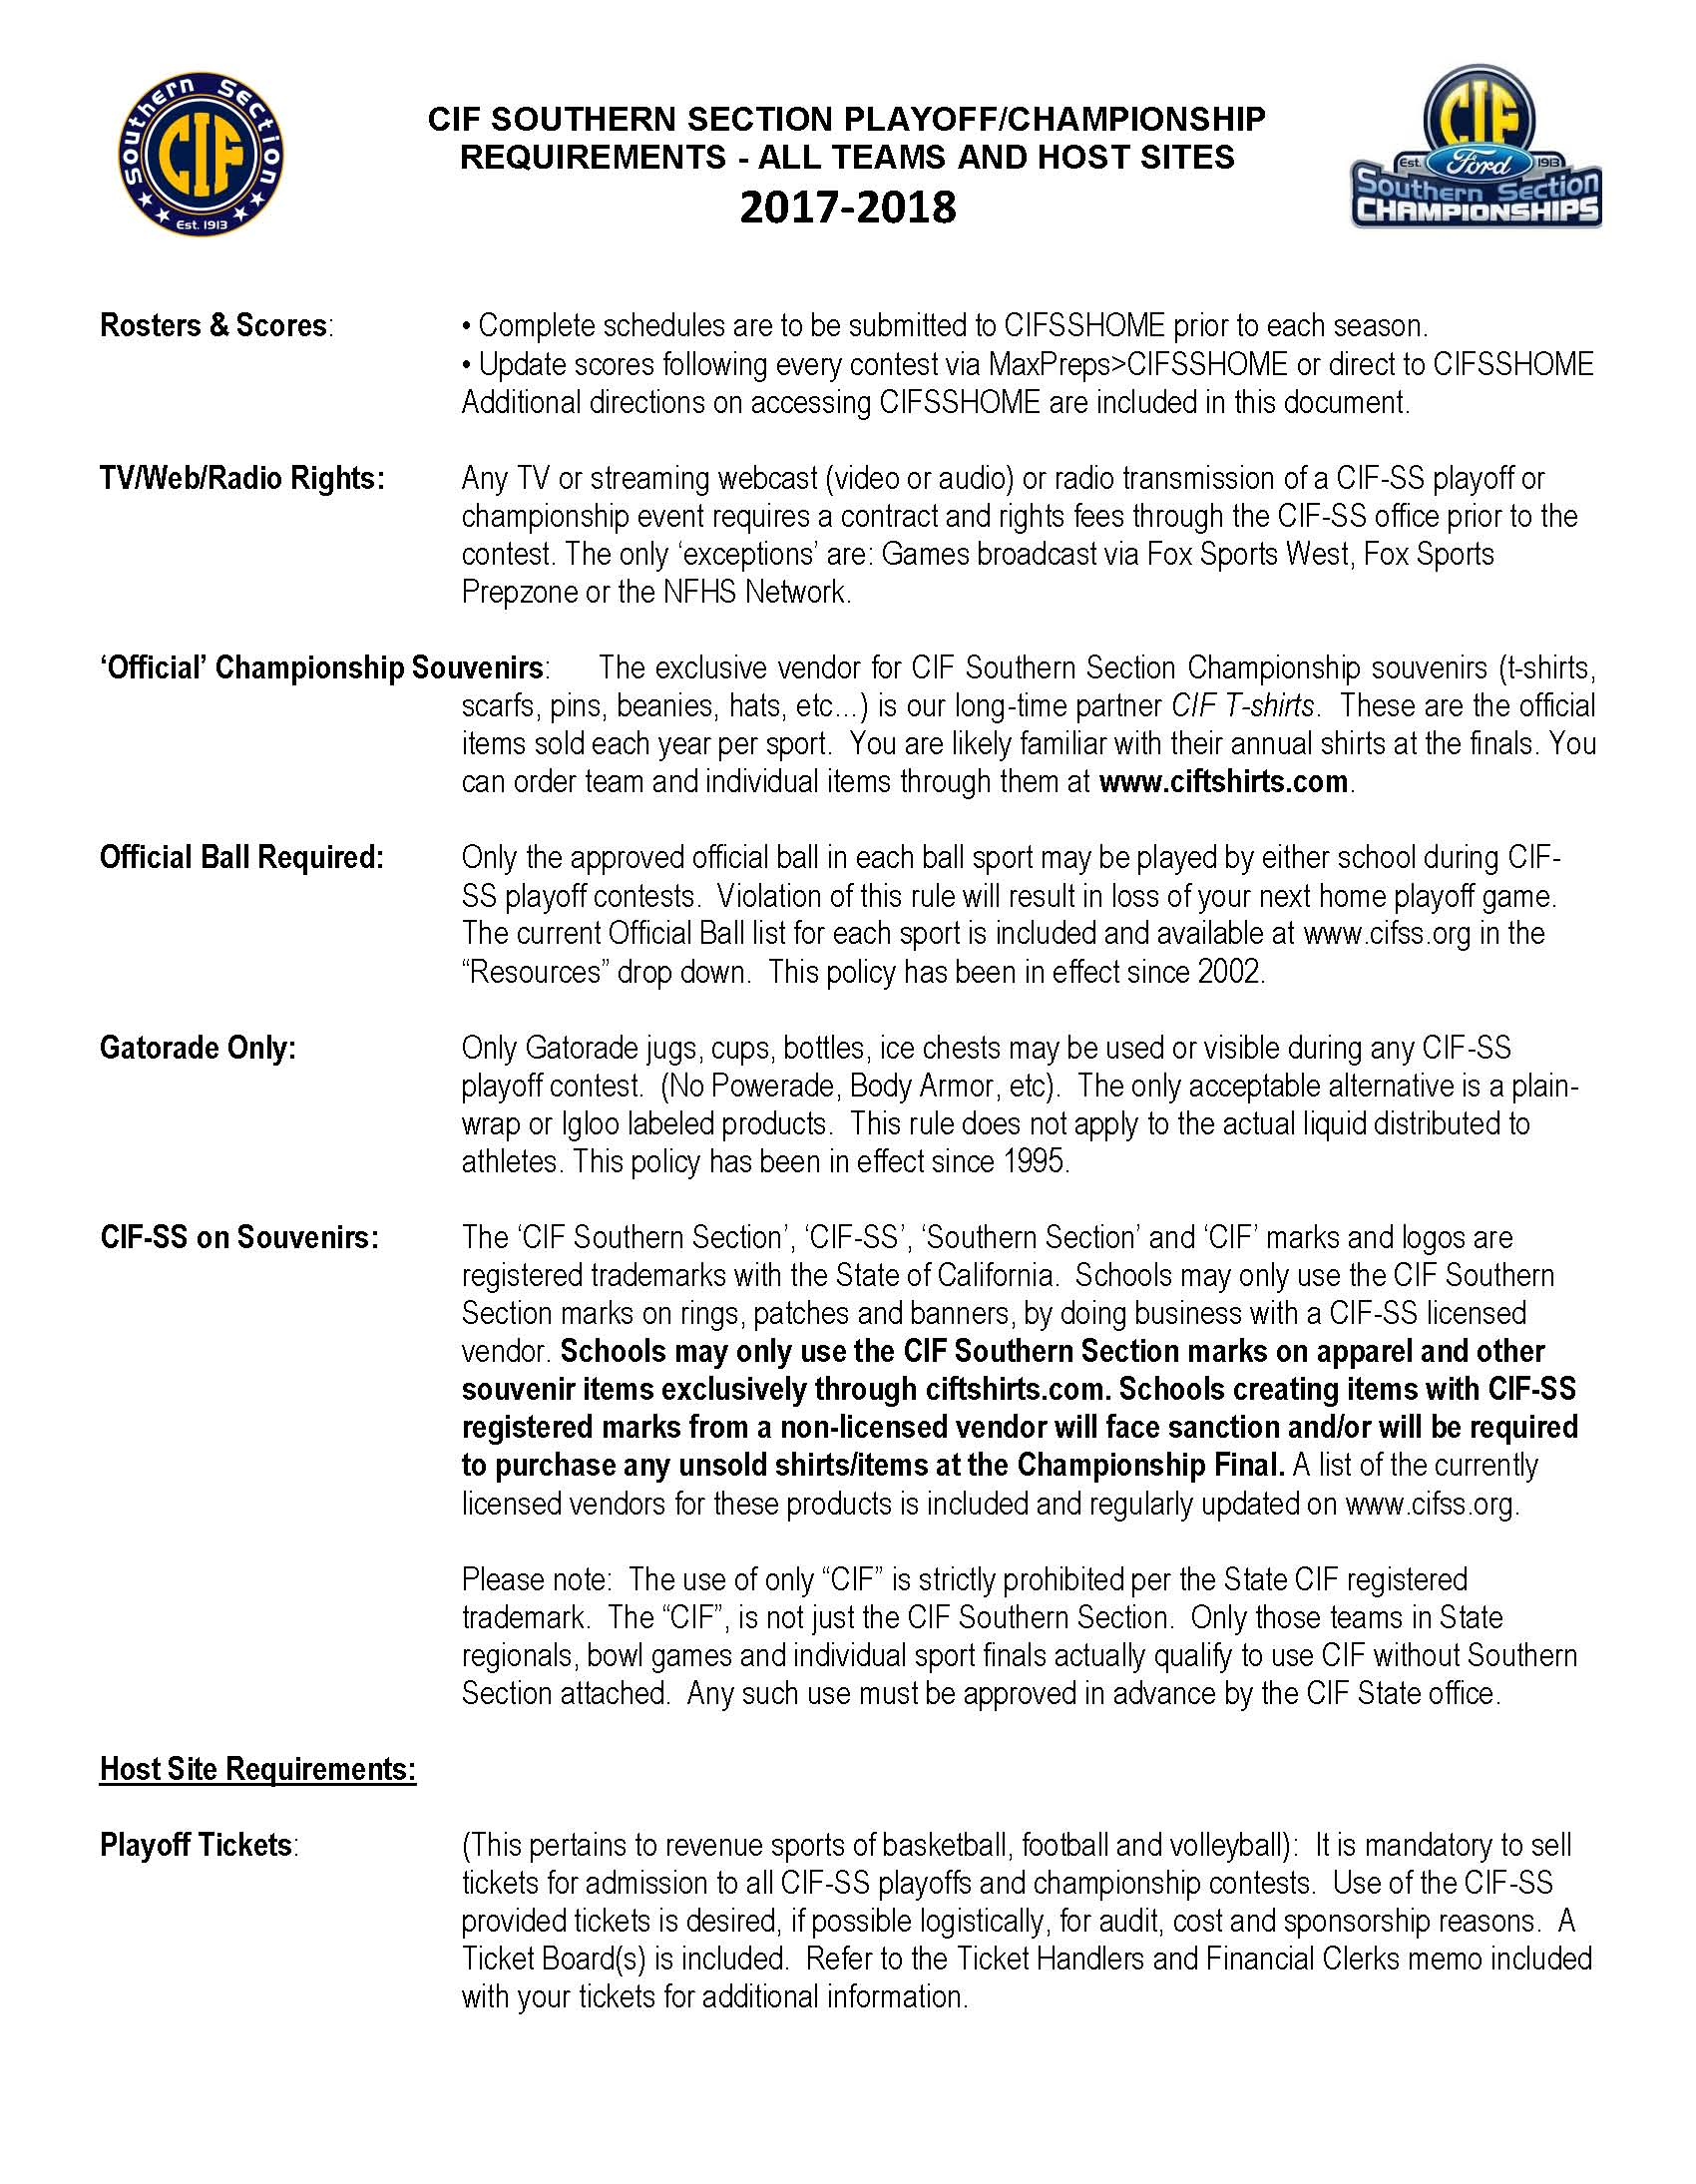 Southern Section
CIF
Est. 1913
CIF SOUTHERN SECTION PLAYOFF/CHAMPIONSHIP
REQUIREMENTS - ALL TEAMS AND HOST SITES
2017-2018
CIF
Est. Ford 1913
Southern Section
CHAMPIONSHIPS
Rosters & Scores: • Complete schedules are to be submitted to CIFSSHOME prior to each season.
• Update scores following every contest via MaxPreps>CIFSSHOME or direct to CIFSSHOME
Additional directions on accessing CIFSSHOME are included in this document.
TV/Web/Radio Rights: Any TV or streaming webcast (video or audio) or radio transmission of a CIF-SS playoff or
championship event requires a contract and rights fees through the CIF-SS office prior to the
contest. The only ‘exceptions’ are: Games broadcast via Fox Sports West, Fox Sports
Prepzone or the NFHS Network.
‘Official’ Championship Souvenirs: The exclusive vendor for CIF Southern Section Championship souvenirs (t-shirts,
scarfs, pins, beanies, hats, etc…) is our long-time partner CIF T-shirts. These are the official
items sold each year per sport. You are likely familiar with their annual shirts at the finals. You
can order team and individual items through them at www.ciftshirts.com.
Official Ball Required: Only the approved official ball in each ball sport may be played by either school during CIF-
SS playoff contests. Violation of this rule will result in loss of your next home playoff game.
The current Official Ball list for each sport is included and available at www.cifss.org in the
“Resources” drop down. This policy has been in effect since 2002.
Gatorade Only: Only Gatorade jugs, cups, bottles, ice chests may be used or visible during any CIF-SS
playoff contest. (No Powerade, Body Armor, etc). The only acceptable alternative is a plain-
wrap or Igloo labeled products. This rule does not apply to the actual liquid distributed to
athletes. This policy has been in effect since 1995.
CIF-SS on Souvenirs: The ‘CIF Southern Section’, ‘CIF-SS’, ‘Southern Section’ and ‘CIF’ marks and logos are
registered trademarks with the State of California. Schools may only use the CIF Southern
Section marks on rings, patches and banners, by doing business with a CIF-SS licensed
vendor. Schools may only use the CIF Southern Section marks on apparel and other
souvenir items exclusively through ciftshirts.com. Schools creating items with CIF-SS
registered marks from a non-licensed vendor will face sanction and/or will be required
to purchase any unsold shirts/items at the Championship Final. A list of the currently
licensed vendors for these products is included and regularly updated on www.cifss.org.
Please note: The use of only “CIF” is strictly prohibited per the State CIF registered
trademark. The “CIF”, is not just the CIF Southern Section. Only those teams in State
regionals, bowl games and individual sport finals actually qualify to use CIF without Southern
Section attached. Any such use must be approved in advance by the CIF State office.
Host Site Requirements:
Playoff Tickets: (This pertains to revenue sports of basketball, football and volleyball): It is mandatory to sell
tickets for admission to all CIF-SS playoffs and championship contests. Use of the CIF-SS
provided tickets is desired, if possible logistically, for audit, cost and sponsorship reasons. A
Ticket Board(s) is included. Refer to the Ticket Handlers and Financial Clerks memo included
with your tickets for additional information.